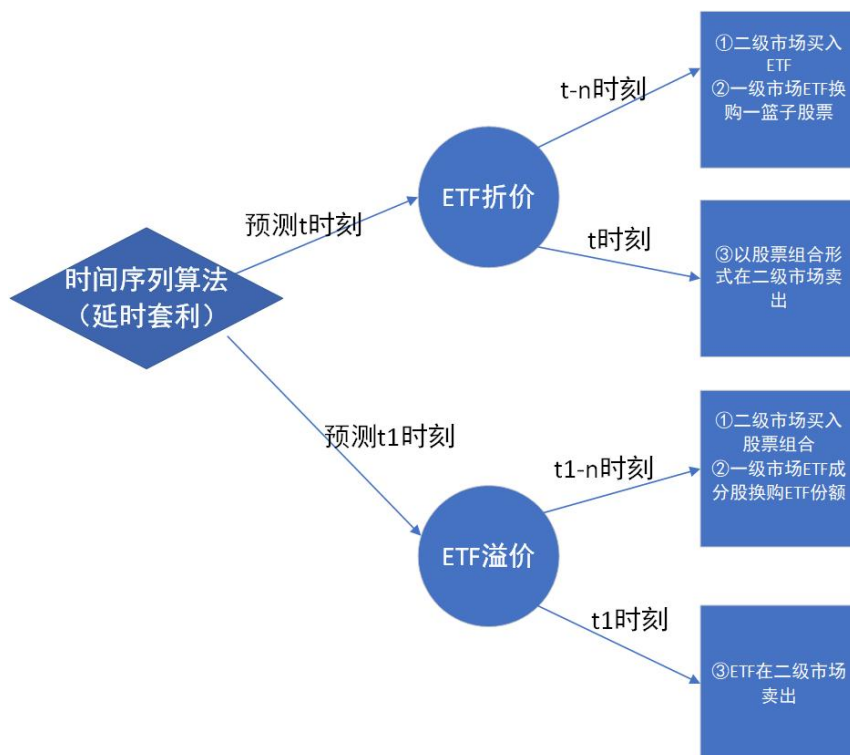 ①二级市场买入
ETF
②一级市场ETF换
购一篮子股票
t-n时刻
ETF折价
预测t时刻
t时刻
③以股票组合形
式在二级市场卖
出
时间序列算法
（延时套利）
预测t1时刻
①二级市场买入
股票组合
②一级市场ETF成
分股换购ETF份额
t1-n时刻
ETF溢价
t1时刻
③ETF在二级市场
卖出